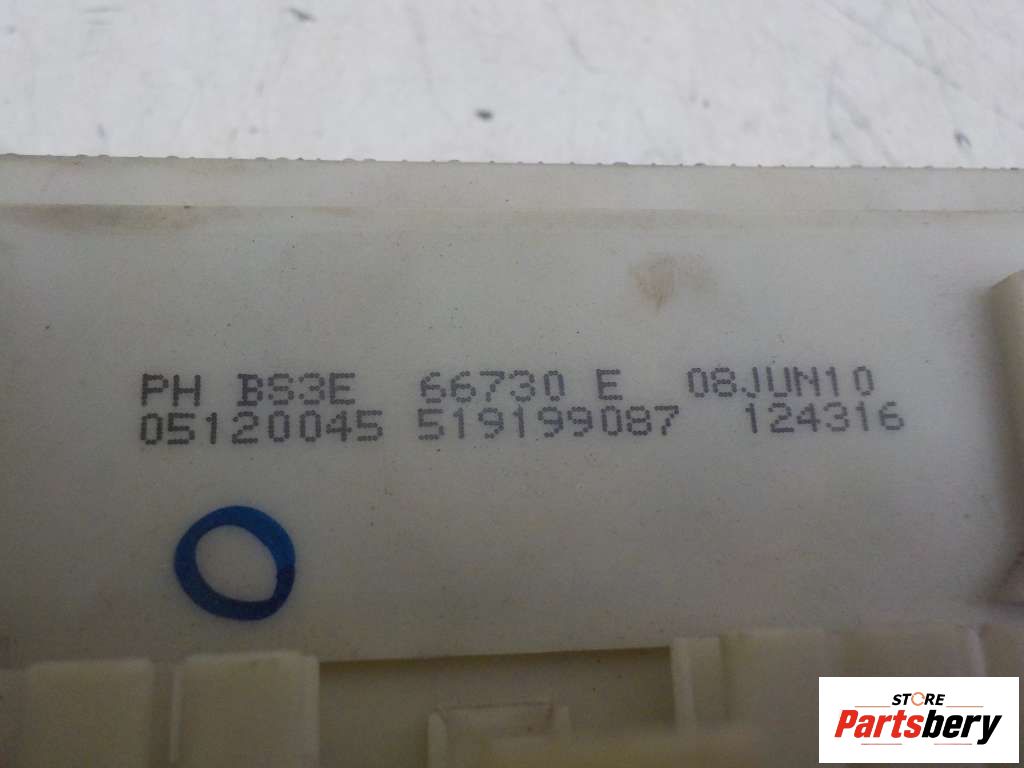 PH BS3E 66730 E 08JUN10
05120045 519199087 124316
STORE
Partsbery